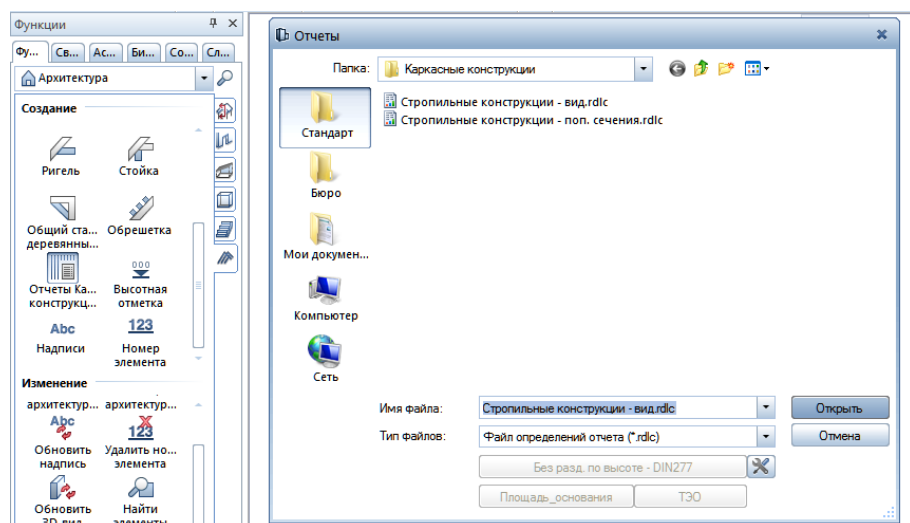 Функции
Фу... Св... Ас... Би... Со... Сл...
Архитектура
Создание
Ригель Стойка
Общий ста... Обрешетка
деревянны...
Отчеты Ка... Высотная
конструкц... отметка
Abc 123
Надписи Номер
элемента
Изменение
архитектур... архитектур...
Abc 123
Обновить Удалить но...
надпись элемента
Обновить Найти
3D-вид элементы
Отчеты
Папка: Каркасные конструкции
Стандарт
Бюро
Мои докумен...
Компьютер
Сеть
Стропильные конструкции - вид.rdlc
Стропильные конструкции - поп. сечения.rdlc
Имя файла: Стропильные конструкции - вид.rdlc Открыть
Тип файлов: Файл определений отчета (*.rdlc) Отмена
Без разд. по высоте - DIN277
Площадь_основания ТЭО